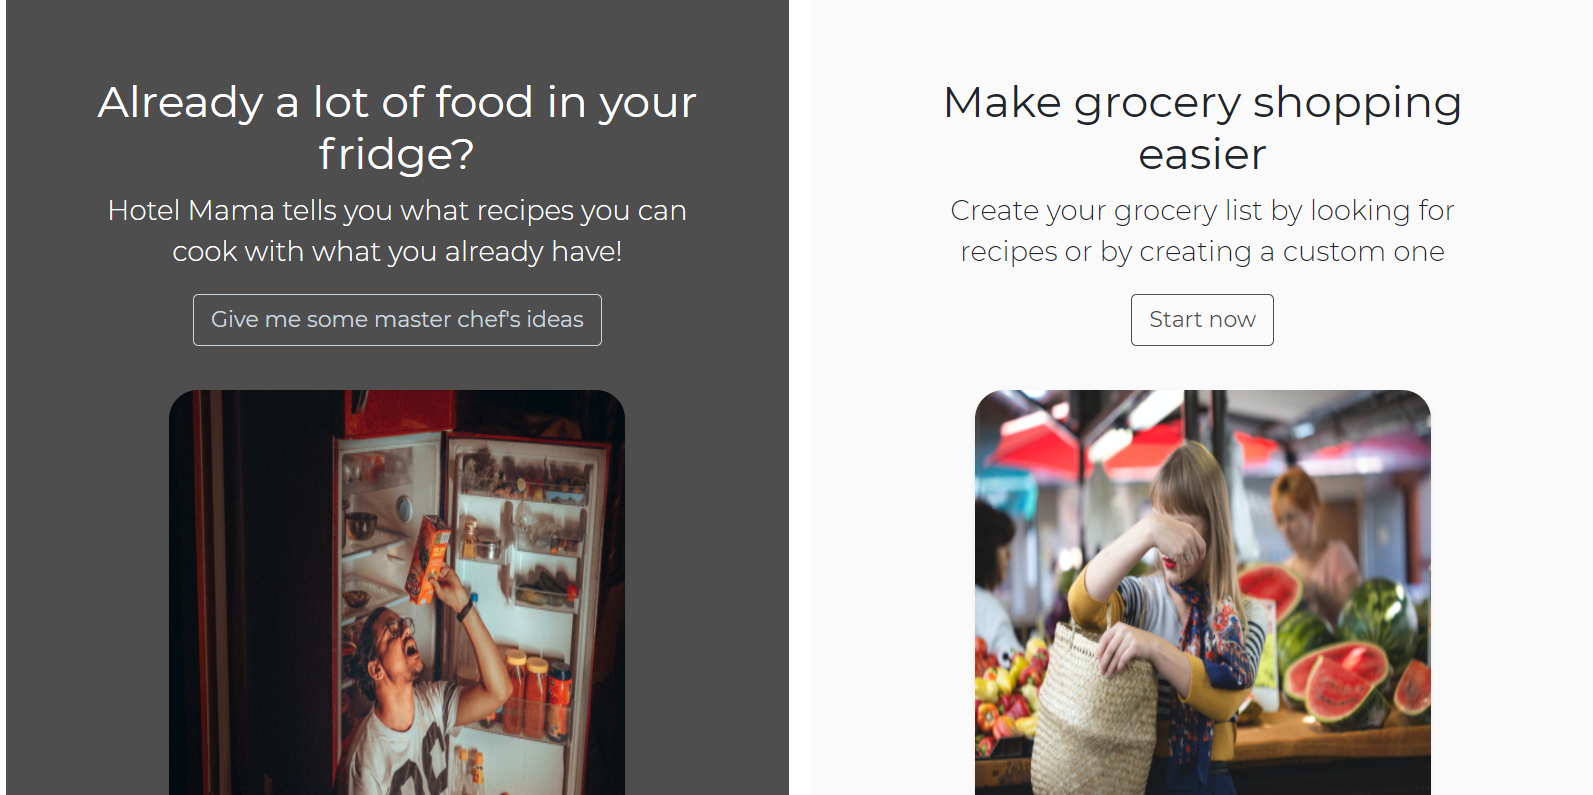 Already a lot of food in your
fridge?
Hotel Mama tells you what recipes you can
cook with what you already have!
Give me some master chef's ideas
Make grocery shopping
easier
Create your grocery list by looking for
recipes or by creating a custom one
Start now